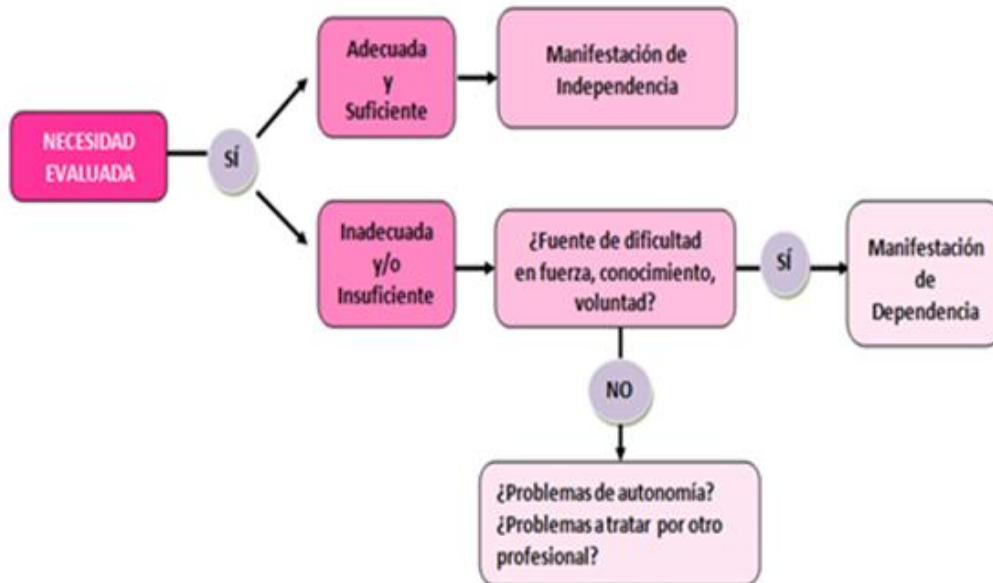 Adecuada
y
Suficiente
Manifestación de
Independencia
NECESIDAD
EVALUADA
SÍ
Inadecuada
y/o
Insuficiente
¿Fuente de dificultad
en fuerza, conocimiento,
voluntad?
SÍ
Manifestación
de
Dependencia
NO
¿Problemas de autonomía?
¿Problemas a tratar por otro
profesional?